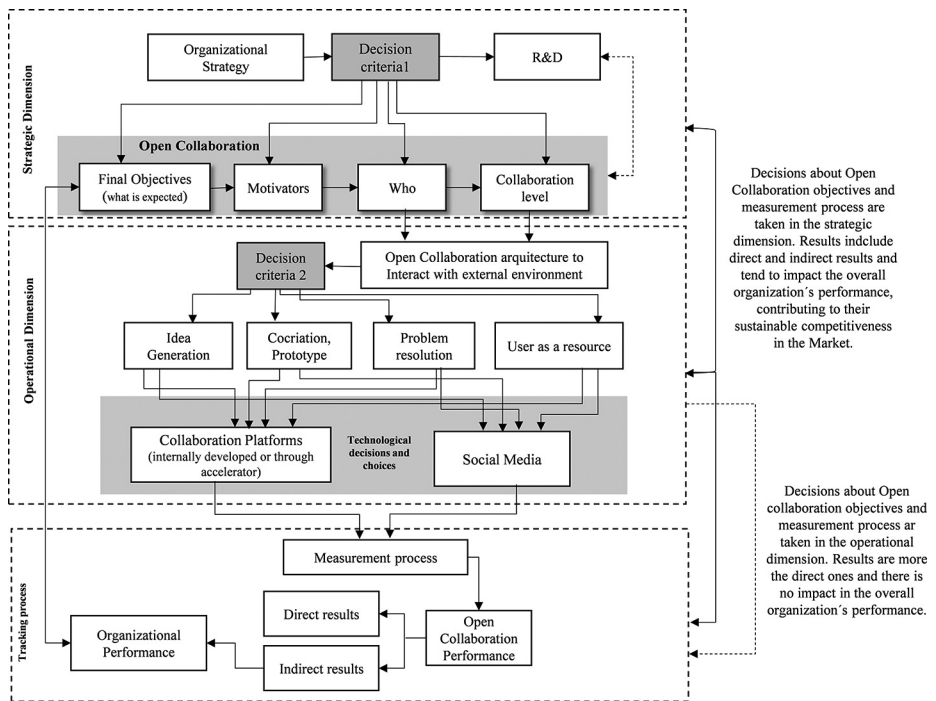 Strategic Dimension
Organizational
Strategy
Decision
criteria1
R&D
Open Collaboration
Final Objectives
(what is expected)
Motivators
Who
Collaboration
level
Operational Dimension
Decision
criteria 2
Open Collaboration arquitecture to
Interact with external environment
Idea
Generation
Cocriation,
Prototype
Problem
resolution
User as a resource
Collaboration Platforms
(internally developed or through
accelerator)
Technological
decisions and
choices
Social Media
Tracking process
Measurement process
Direct results
Indirect results
Open
Collaboration
Performance
Organizational
Performance
Decisions about Open
Collaboration objectives and
measurement process are
taken in the strategic
dimension. Results indclude
direct and indirect results and
tend to impact the overall
organization´s performance,
contributing to their
sustainable competitiveness
in the Market.
Decisions about Open
collaboration objectives and
measurement process ar
taken in the operational
dimension. Results are more
the direct ones and there is
no impact in the overall
organization´s performance.